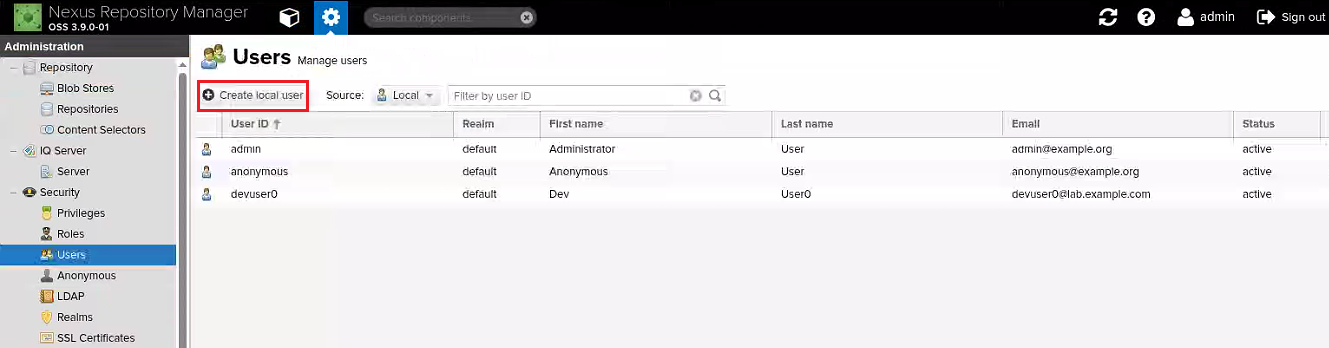 Nexus Repository Manager
OSS 3.9.0-01
Search components
admin
Sign out
Administration
Repository
Blob Stores
Repositories
Content Selectors
IQ Server
Server
Security
Privileges
Roles
Users
Anonymous
LDAP
Realms
SSL Certificates
Users Manage users
Create local user Source: Local Filter by user ID
User ID Realm First name Last name Email Status
admin default Administrator User admin@example.org active
anonymous default Anonymous User anonymous@example.org active
devuser0 default Dev User0 devuser0@lab.example.com active